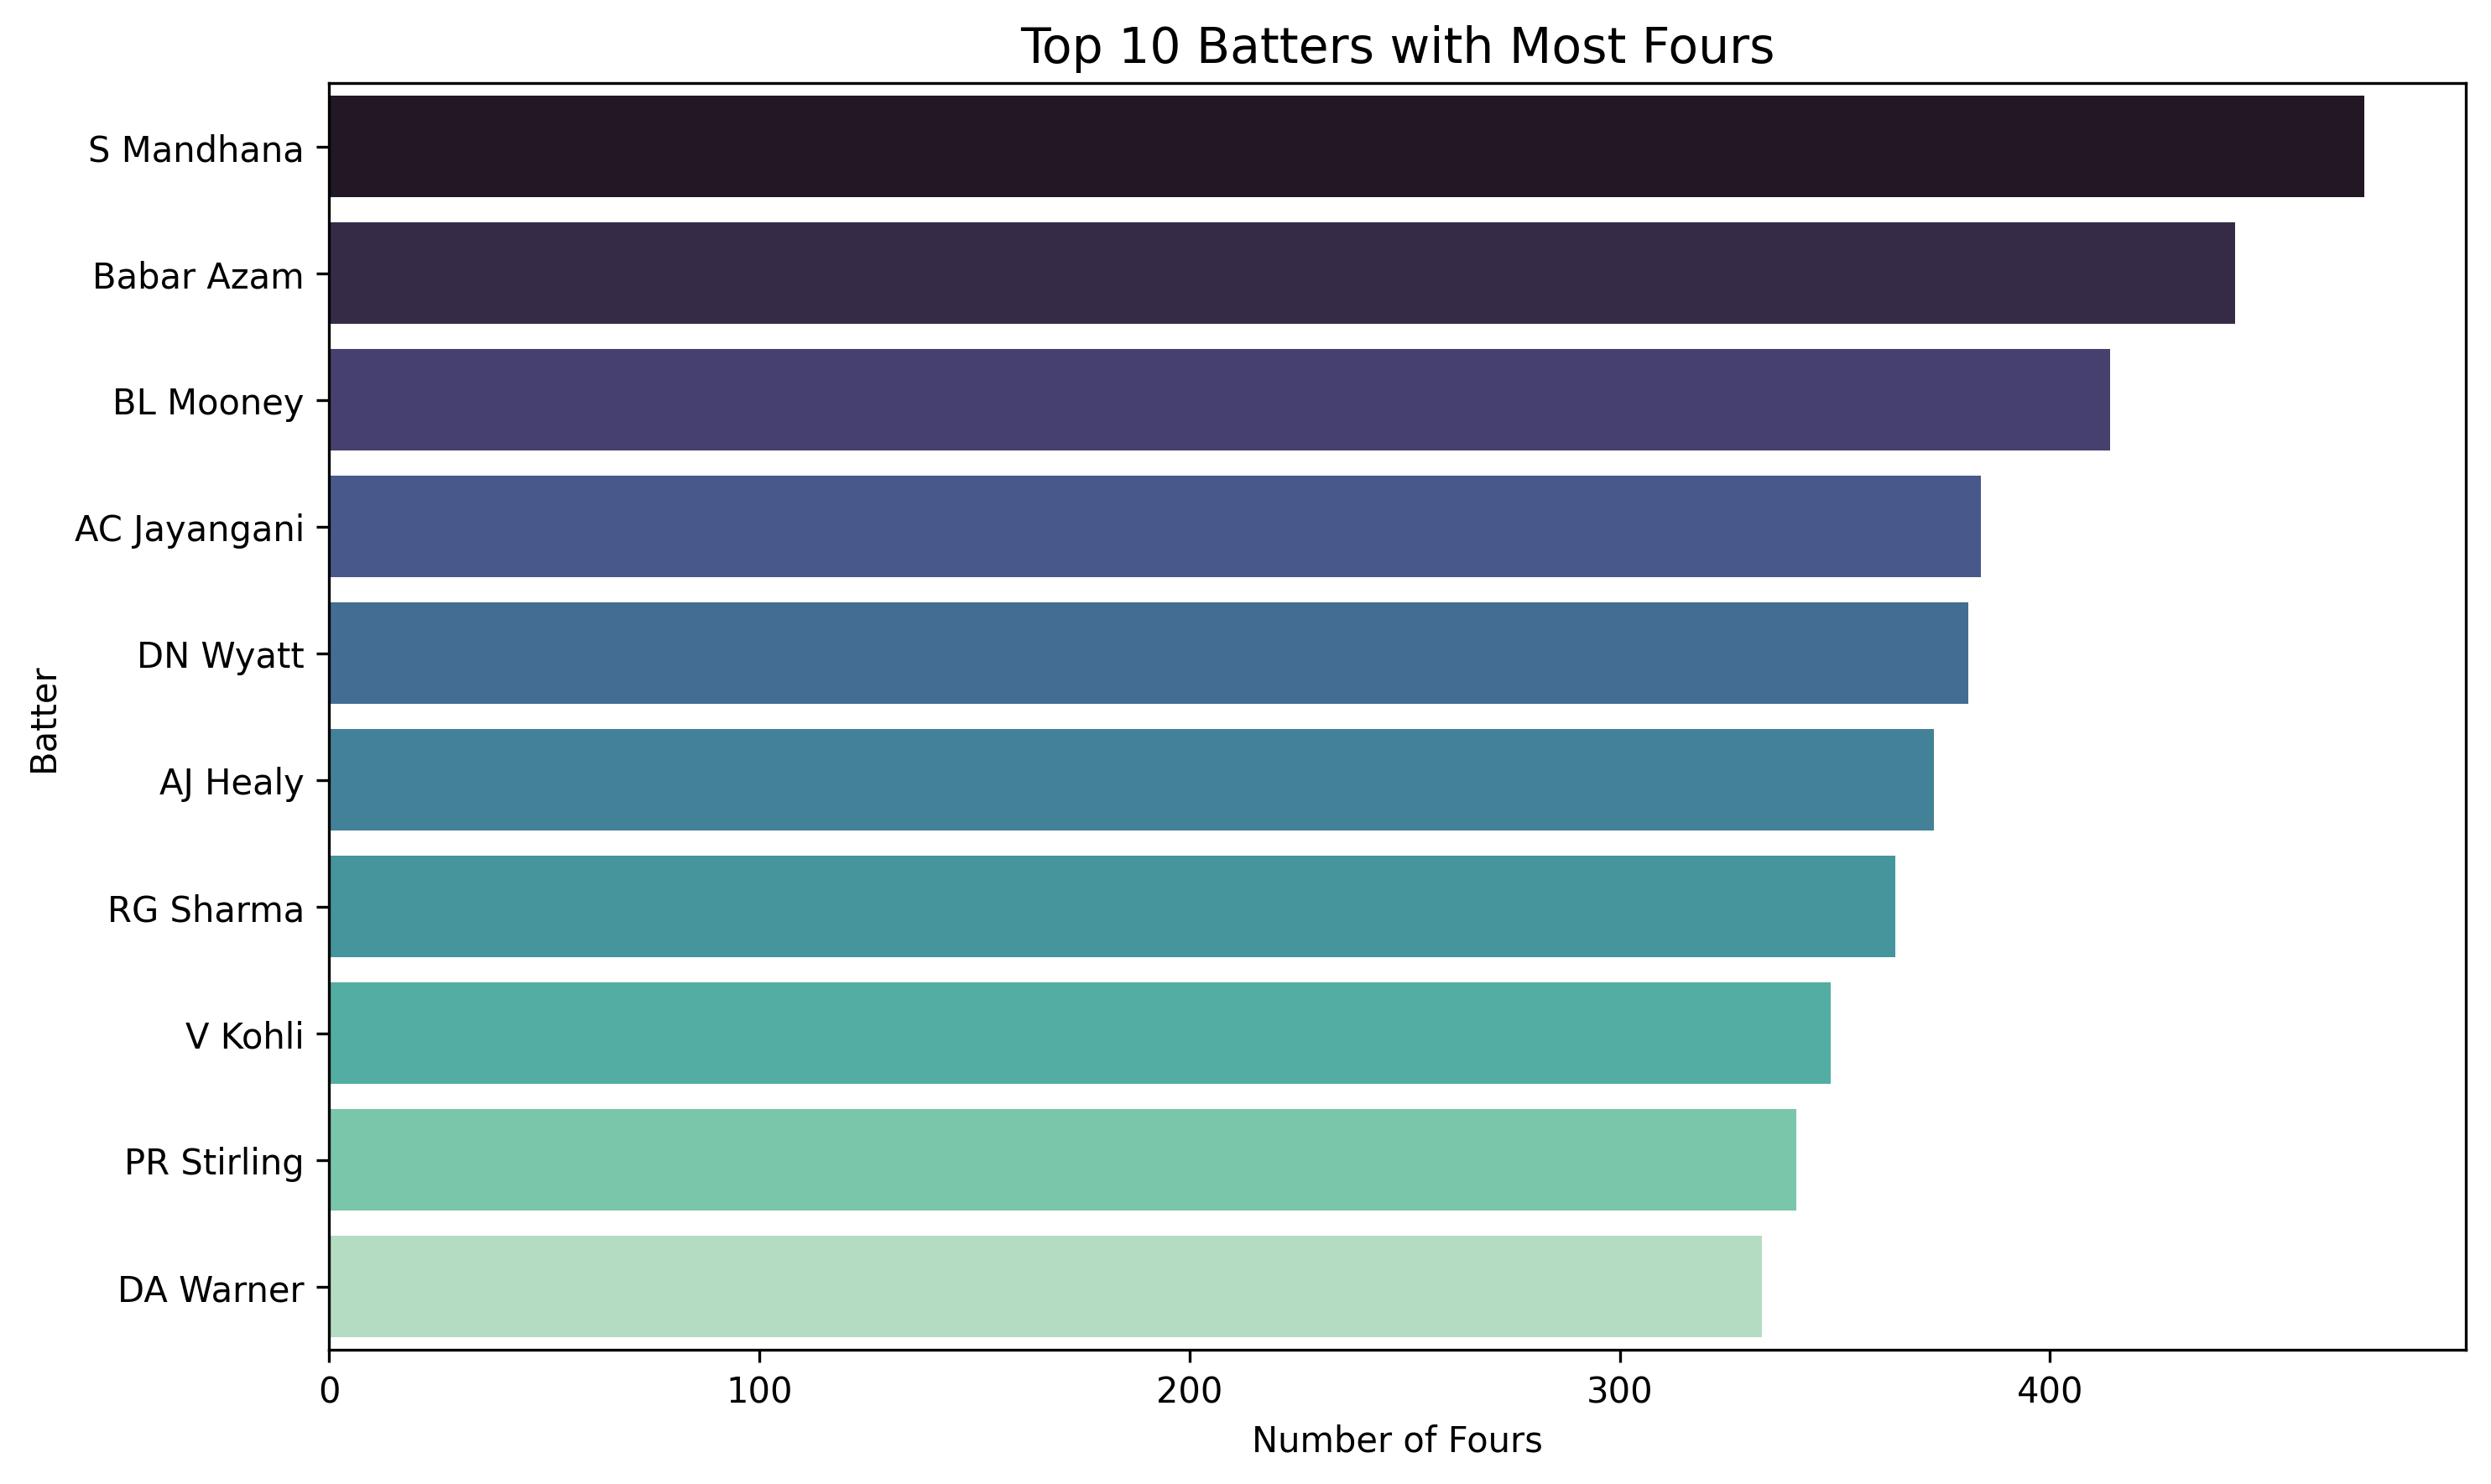 Top 10 Batters with Most Fours
S Mandhana
Babar Azam
BL Mooney
AC Jayangani
DN Wyatt
AJ Healy
RG Sharma
V Kohli
PR Stirling
DA Warner
Batter
0 100 200 300 400
Number of Fours